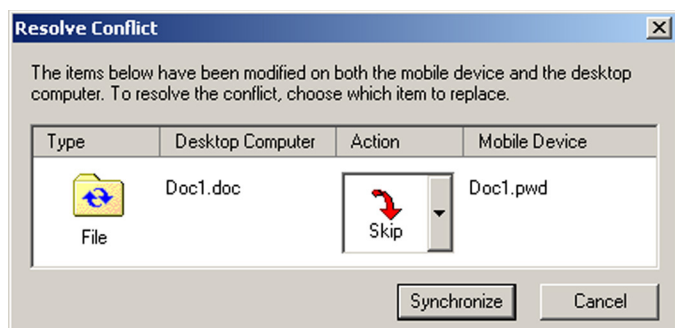 Resolve Conflict
The items below have been modified on both the mobile device and the desktop
computer. To resolve the conflict, choose which item to replace.
Type Desktop Computer Action Mobile Device
Doc1.doc Doc1.pwd
Skip
File
Synchronize Cancel